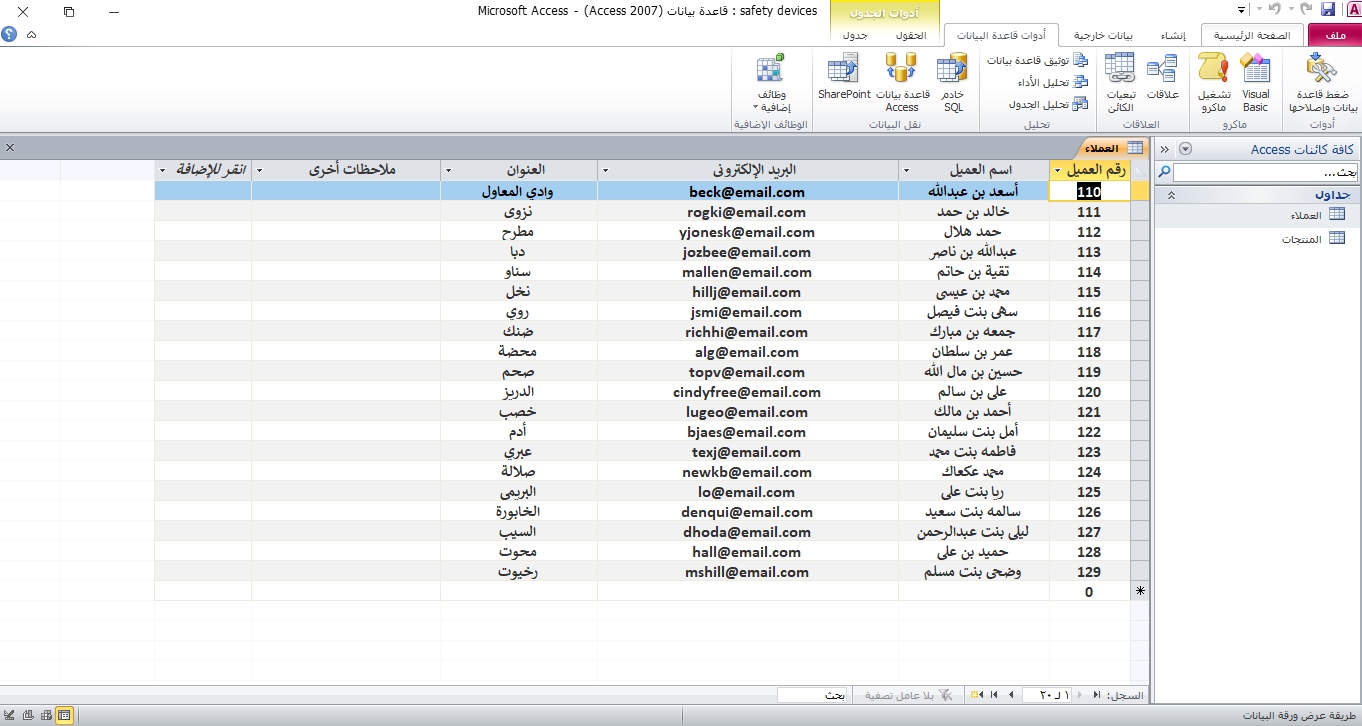 safety devices : قاعدة بيانات (Access 2007) - Microsoft Access
أدوات الجدول
ملف
الصفحة الرئيسية
إنشاء
بيانات خارجية
أدوات قاعدة البيانات
الحقول
جدول
ضغط قاعدة بيانات وإصلاحها
أدوات
Visual Basic
تشغيل ماكرو
ماكرو
علاقات
تبعيات الكائن
العلاقات
توثيق قاعدة بيانات
تحليل الأداء
تحليل الجدول
تحليل
خادم SQL
قاعدة بيانات Access
SharePoint
نقل البيانات
وظائف إضافية
الوظائف الإضافية
كافة كائنات Access
بحث...
جداول
العملاء
المنتجات
العملاء
رقم العميل اسم العميل البريد الإلكترونى العنوان ملاحظات أخرى انقر للإضافة
110 أسعد بن عبدالله beck@email.com وادي المعاول
111 خالد بن حمد rogki@email.com نزوى
112 حمد هلال yjonesk@email.com مطرح
113 عبدالله بن ناصر jozbee@email.com دبا
114 تقية بن حاتم mallen@email.com سناو
115 محمد بن عيسى hillj@email.com نخل
116 سهى بنت فيصل jsmi@email.com روي
117 جمعه بن مبارك richhi@email.com ضنك
118 عمر بن سلطان alg@email.com محضة
119 حسين بن مال الله topv@email.com صحم
120 على بن سالم cindyfree@email.com الدريز
121 أحمد بن مالك lugeo@email.com خصب
122 أمل بنت سليمان bjaes@email.com أدم
123 فاطمه بنت محمد texj@email.com عبري
124 محمد عكعاك newkb@email.com صلالة
125 ريا بنت على lo@email.com البريمى
126 سالمه بنت سعيد denqui@email.com الخابورة
127 ليلى بنت عبدالرحمن dhoda@email.com السيب
128 حميد بن على hall@email.com محوت
129 وضحى بنت مسلم mshill@email.com رخيوت
0
السجل: ١ لـ ٢٠ بلا عامل تصفية بحث
طريقة عرض ورقة البيانات